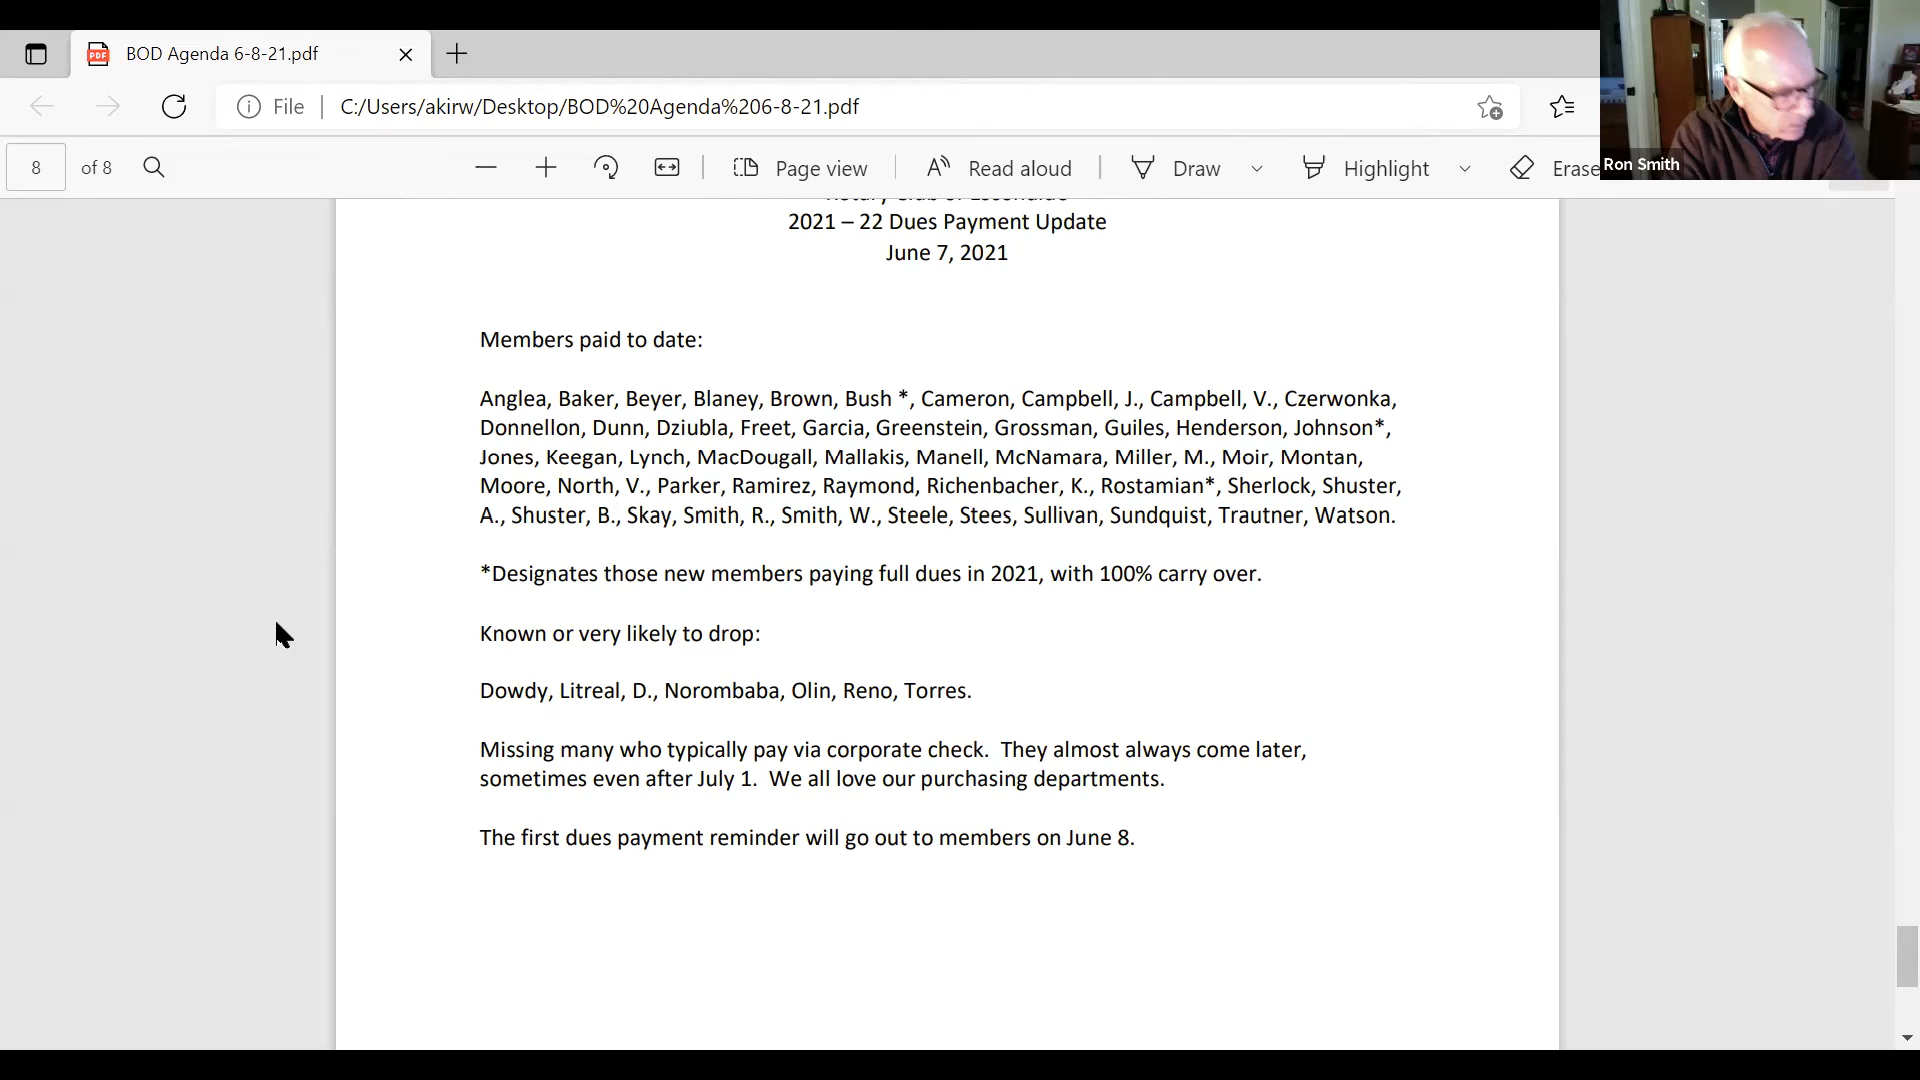 BOD Agenda 6-8-21.pdf
File
C:/Users/akirw/Desktop/BOD%20Agenda%206-8-21.pdf
8 of 8
Page view
Read aloud
Draw
Highlight
Erase
Ron Smith
Rotary Club of Escondido
2021 – 22 Dues Payment Update
June 7, 2021
Members paid to date:
Anglea, Baker, Beyer, Blaney, Brown, Bush *, Cameron, Campbell, J., Campbell, V., Czerwonka,
Donnellon, Dunn, Dziubla, Freet, Garcia, Greenstein, Grossman, Guiles, Henderson, Johnson*,
Jones, Keegan, Lynch, MacDougall, Mallakis, Manell, McNamara, Miller, M., Moir, Montan,
Moore, North, V., Parker, Ramirez, Raymond, Richenbacher, K., Rostamian*, Sherlock, Shuster,
A., Shuster, B., Skay, Smith, R., Smith, W., Steele, Stees, Sullivan, Sundquist, Trautner, Watson.
*Designates those new members paying full dues in 2021, with 100% carry over.
Known or very likely to drop:
Dowdy, Litreal, D., Norombaba, Olin, Reno, Torres.
Missing many who typically pay via corporate check.  They almost always come later,
sometimes even after July 1.  We all love our purchasing departments.
The first dues payment reminder will go out to members on June 8.